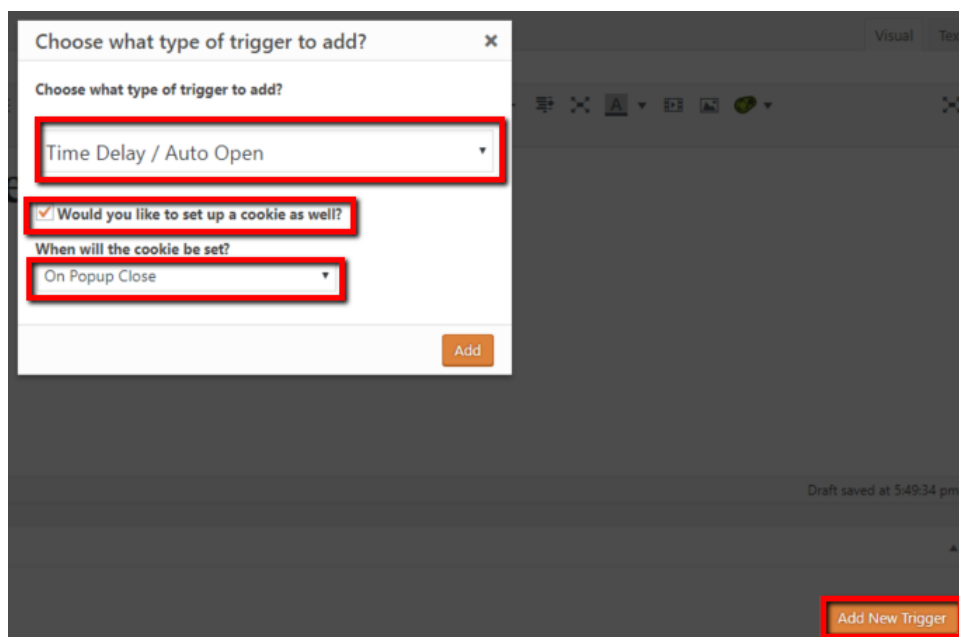 Choose what type of trigger to add?
Visual
Choose what type of trigger to add?
A
Time Delay / Auto Open
Would you like to set up a cookie as well?
When will the cookie be set?
On Popup Close
Add
Draft saved at 5:49:34 pm
Add New Trigger